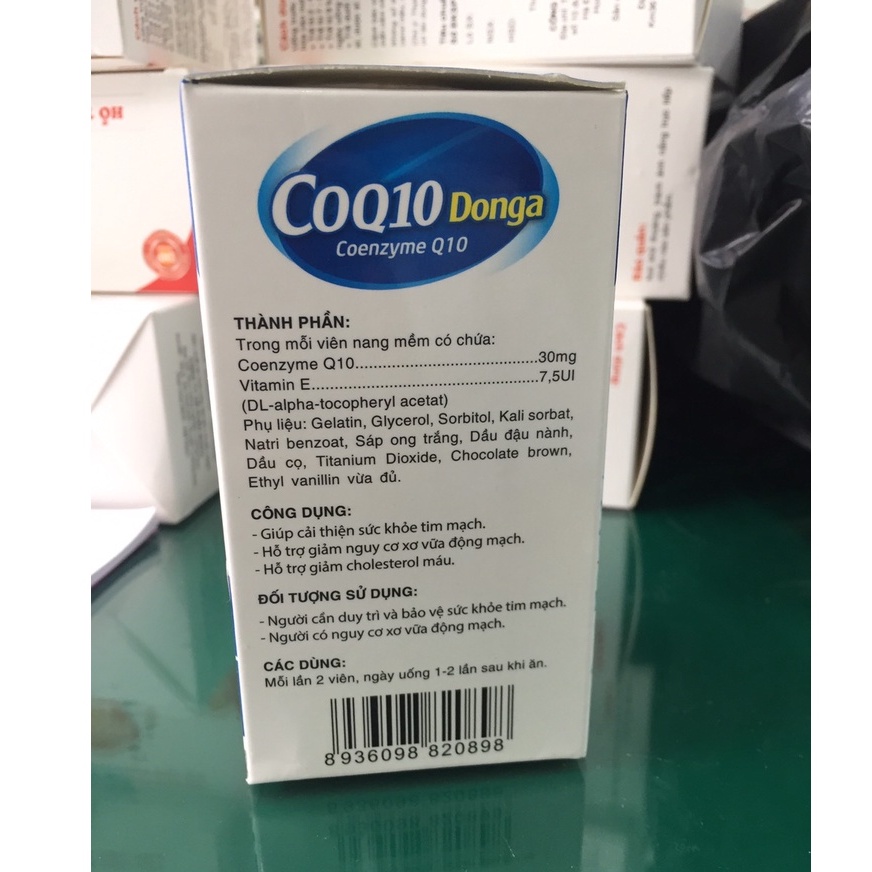 CoQ10 Donga
Coenzyme Q10
THÀNH PHẦN:
Trong mỗi viên nang mềm có chứa:
Coenzyme Q10........................................30mg
Vitamin E..................................................7,5UI
(DL-alpha-tocopheryl acetat)
Phụ liệu: Gelatin, Glycerol, Sorbitol, Kali sorbat,
Natri benzoat, Sáp ong trắng, Dầu đậu nành,
Dầu cọ, Titanium Dioxide, Chocolate brown,
Ethyl vanillin vừa đủ.
CÔNG DỤNG:
- Giúp cải thiện sức khỏe tim mạch.
- Hỗ trợ giảm nguy cơ xơ vữa động mạch.
- Hỗ trợ giảm cholesterol máu.
ĐỐI TƯỢNG SỬ DỤNG:
- Người cần duy trì và bảo vệ sức khỏe tim mạch.
- Người có nguy cơ xơ vữa động mạch.
CÁC DÙNG:
Mỗi lần 2 viên, ngày uống 1-2 lần sau khi ăn.
8 936098 820898